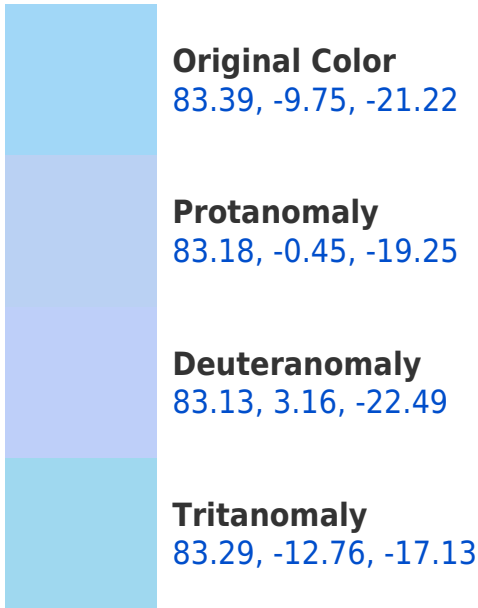 Original Color
83.39, -9.75, -21.22
Protanomaly
83.18, -0.45, -19.25
Deuteranomaly
83.13, 3.16, -22.49
Tritanomaly
83.29, -12.76, -17.13